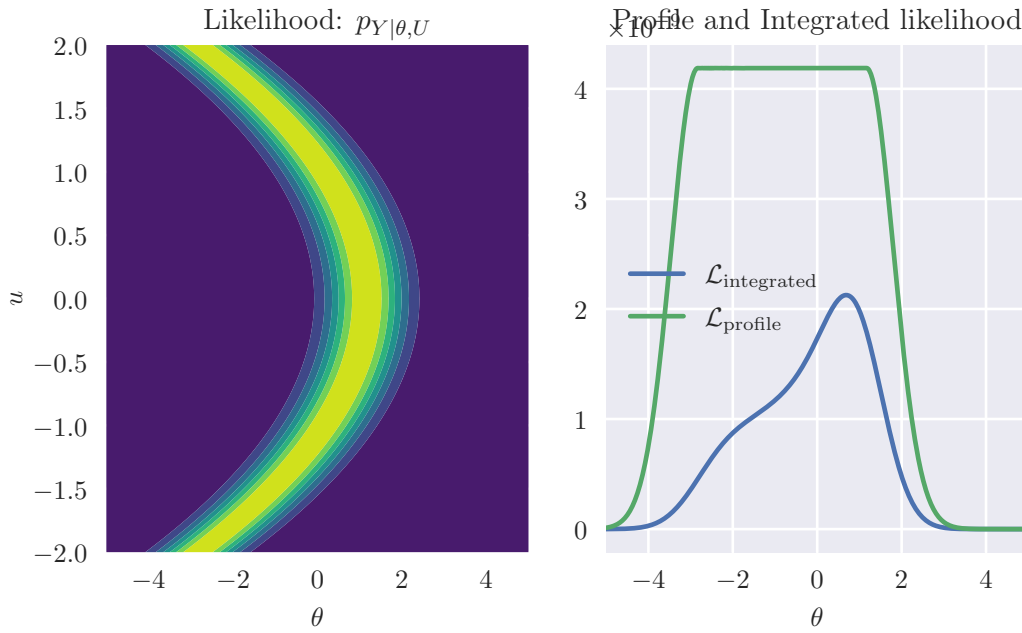 Likelihood: p_{Y|θ,U}
2.0
1.5
1.0
0.5
0.0
−0.5
−1.0
−1.5
−2.0
u
−4 −2 0 2 4
θ
Profile and Integrated likelihood
4
3
2
1
0
ℒ_integrated
ℒ_profile
−4 −2 0 2 4
θ